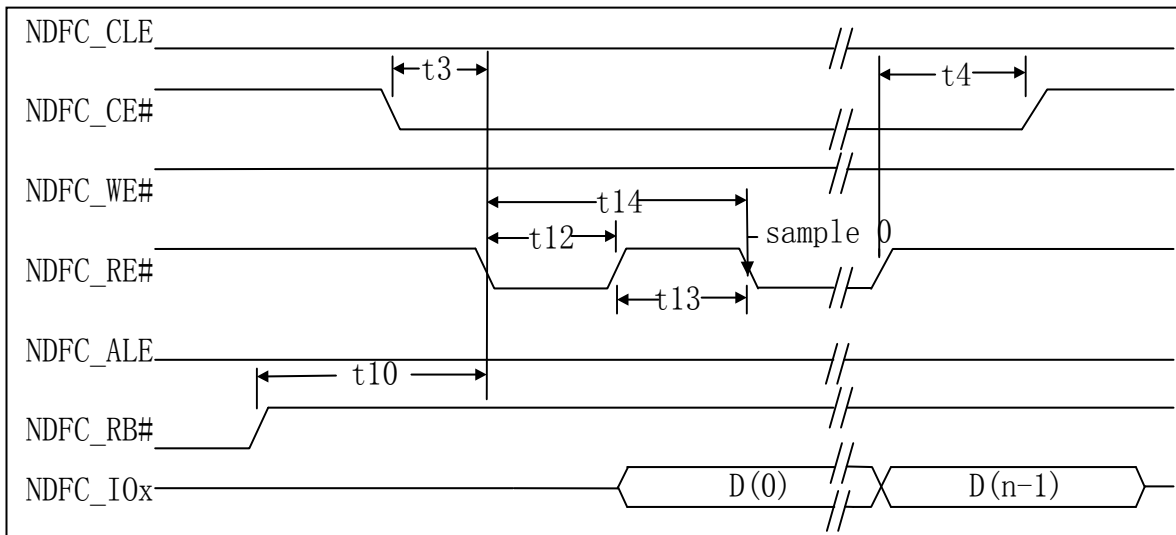 NDFC_CLE
t3
t4
NDFC_CE#
NDFC_WE#
t14
t12
sample 0
NDFC_RE#
t13
NDFC_ALE
t10
NDFC_RB#
NDFC_IOx
D(0)
D(n-1)